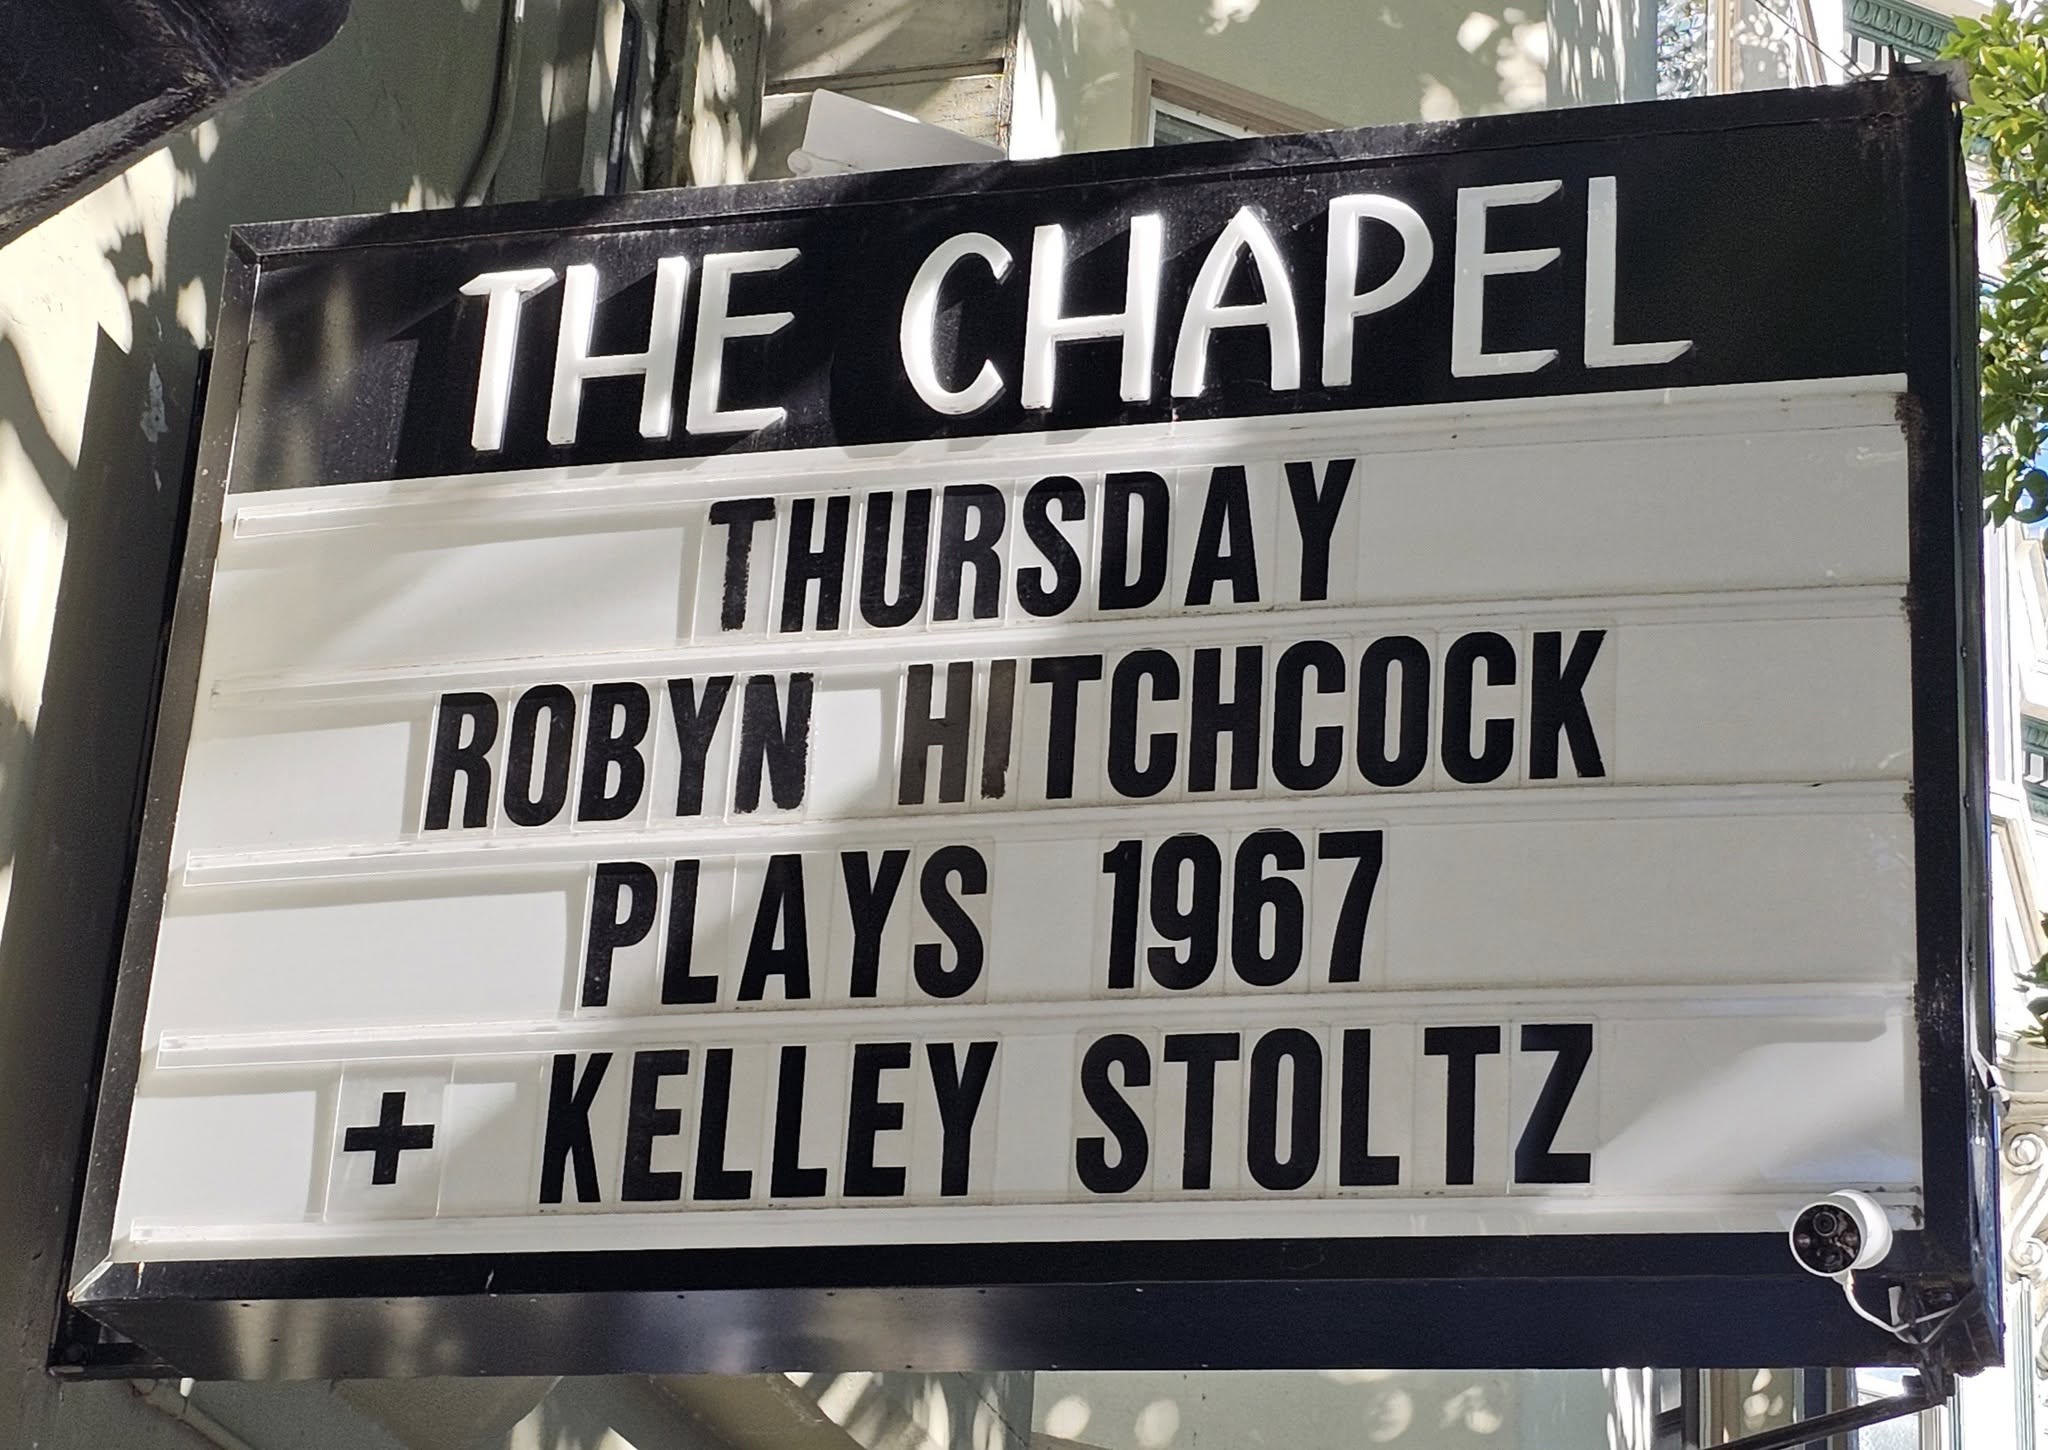 THE CHAPEL
THURSDAY
ROBYN HITCHCOCK
PLAYS 1967
+ KELLEY STOLTZ